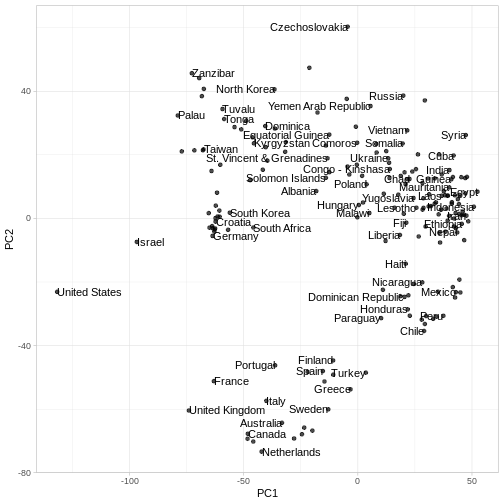 Czechoslovakia
Zanzibar
North Korea
Russia
Yemen Arab Republic
Palau
Tuvalu
Tonga
Dominica
Vietnam
Equatorial Guinea
Syria
Kyrgyzstan
Comoros
Somalia
Taiwan
St. Vincent & Grenadines
Ukraine
Cuba
Congo - Kinshasa
India
Solomon Islands
China
Guinea
Albania
Poland
Mauritania
Egypt
Yugoslavia
Laos
Hungary
Lesotho
Indonesia
South Korea
Malawi
Iran
Croatia
South Africa
Fiji
Ethiopia
Germany
Liberia
Nepal
Israel
Haiti
Nicaragua
United States
Dominican Republic
Mexico
Honduras
Paraguay
Peru
Chile
Finland
Portugal
Spain
Turkey
France
Greece
Italy
United Kingdom
Sweden
Australia
Canada
Netherlands
40
0
-40
-80
-100
-50
0
50
PC1
PC2